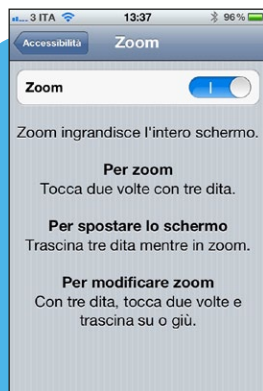 3 ITA 13:37 96%
Accessibilità Zoom
Zoom
Zoom ingrandisce l'intero schermo.
Per zoom
Tocca due volte con tre dita.
Per spostare lo schermo
Trascina tre dita mentre in zoom.
Per modificare zoom
Con tre dita, tocca due volte e
trascina su o giù.